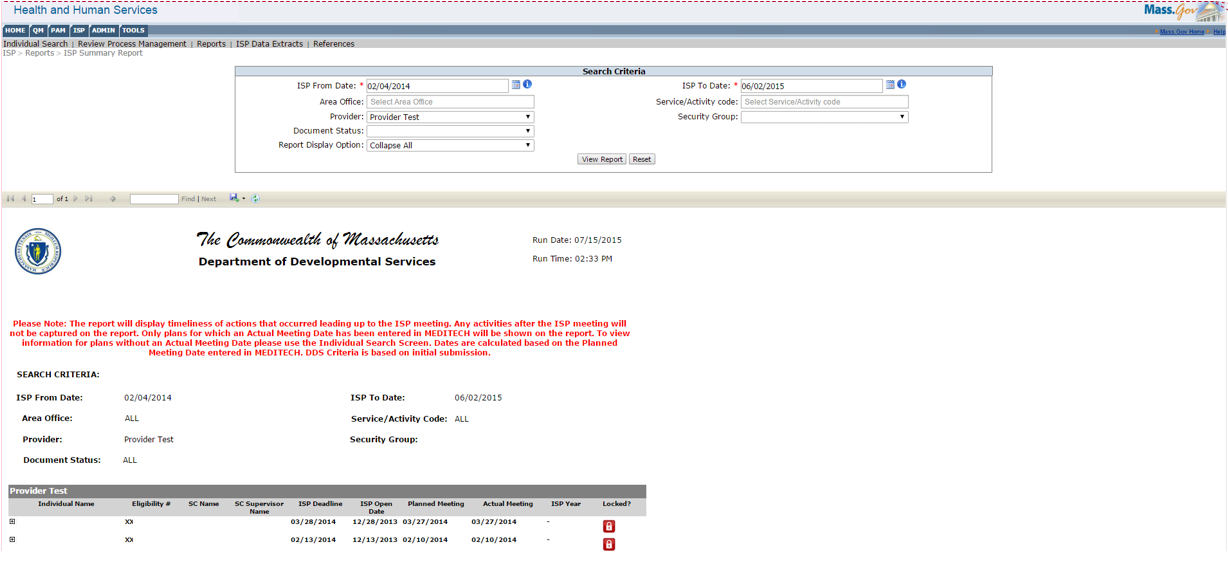 Health and Human Services Mass.Gov
HOME QM PAM ISP ADMIN TOOLS Mass.Gov Home Help
Individual Search | Review Process Management | Reports | ISP Data Extracts | References
ISP > Reports > ISP Summary Report
Search Criteria
ISP From Date: * 02/04/2014 ISP To Date: * 06/02/2015
Area Office: Select Area Office Service/Activity code: Select Service/Activity code
Provider: Provider Test Security Group:
Document Status:
Report Display Option: Collapse All
View Report Reset
1 of 1 Find | Next
The Commonwealth of Massachusetts Run Date: 07/15/2015
Department of Developmental Services Run Time: 02:33 PM
Please Note: The report will display timeliness of actions that occurred leading up to the ISP meeting. Any activities after the ISP meeting will
not be captured on the report. Only plans for which an Actual Meeting Date has been entered in MEDITECH will be shown on the report. To view
information for plans without an Actual Meeting Date please use the Individual Search Screen. Dates are calculated based on the Planned
Meeting Date entered in MEDITECH. DDS Criteria is based on initial submission.
SEARCH CRITERIA:
ISP From Date: 02/04/2014 ISP To Date: 06/02/2015
Area Office: ALL Service/Activity Code: ALL
Provider: Provider Test Security Group:
Document Status: ALL
Provider Test
Individual Name Eligibility # SC Name SC Supervisor Name ISP Deadline ISP Open Date Planned Meeting Actual Meeting ISP Year Locked?
XX 03/28/2014 12/28/2013 03/27/2014 03/27/2014 -
XX 02/13/2014 12/13/2013 02/10/2014 02/10/2014 -